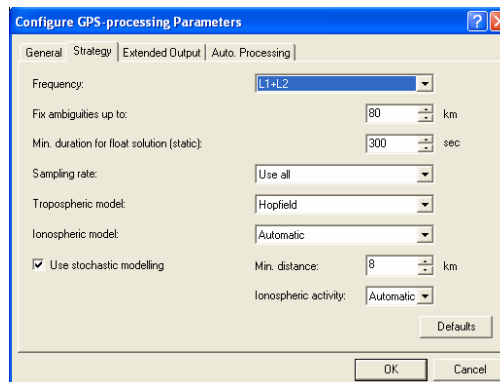 Configure GPS-processing Parameters
General Strategy Extended Output Auto. Processing
Frequency: L1+L2
Fix ambiguities up to: 80 km
Min. duration for float solution (static): 300 sec
Sampling rate: Use all
Tropospheric model: Hopfield
Ionospheric model: Automatic
Use stochastic modelling Min. distance: 8 km
Ionospheric activity: Automatic
Defaults
OK Cancel